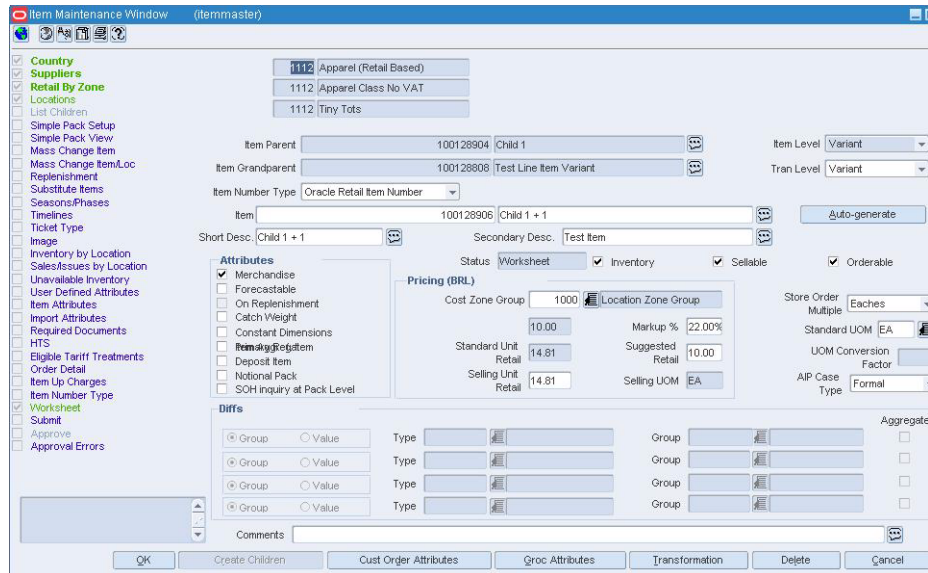 Item Maintenance Window (itemmaster)
Country
Suppliers
Retail By Zone
Locations
List Children
Simple Pack Setup
Simple Pack View
Mass Change Item
Mass Change Item/Loc
Replenishment
Substitute Items
Seasons/Phases
Timelines
Ticket Type
Image
Inventory by Location
Sales/Issues by Location
Unavailable Inventory
User Defined Attributes
Item Attributes
Import Attributes
Required Documents
HTS
Eligible Tariff Treatments
Order Detail
Item Up Charges
Item Number Type
Worksheet
Submit
Approve
Approval Errors
1112 Apparel (Retail Based)
1112 Apparel Class No VAT
1112 Tiny Tots
Item Parent 100128904 Child 1 Item Level Variant
Item Grandparent 100128808 Test Line Item Variant Tran Level Variant
Item Number Type Oracle Retail Item Number
Item 100128906 Child 1 + 1 Auto-generate
Short Desc. Child 1 + 1 Secondary Desc. Test Item
Status Worksheet Inventory Sellable Orderable
Attributes
Merchandise
Forecastable
On Replenishment
Catch Weight
Constant Dimensions
Deposit Item
Notional Pack
SOH inquiry at Pack Level
Pricing (BRL)
Cost Zone Group 1000 Location Zone Group
10.00 Markup % 22.00%
Standard Unit Retail 14.81 Suggested Retail 10.00
Selling Unit Retail 14.81 Selling UOM EA
Store Order Multiple Eaches
Standard UOM EA
UOM Conversion Factor
AIP Case Type Formal
Diffs
Aggregate
Group Value Type Group
Group Value Type Group
Group Value Type Group
Group Value Type Group
Comments
OK Create Children Cust Order Attributes Groc Attributes Transformation Delete Cancel